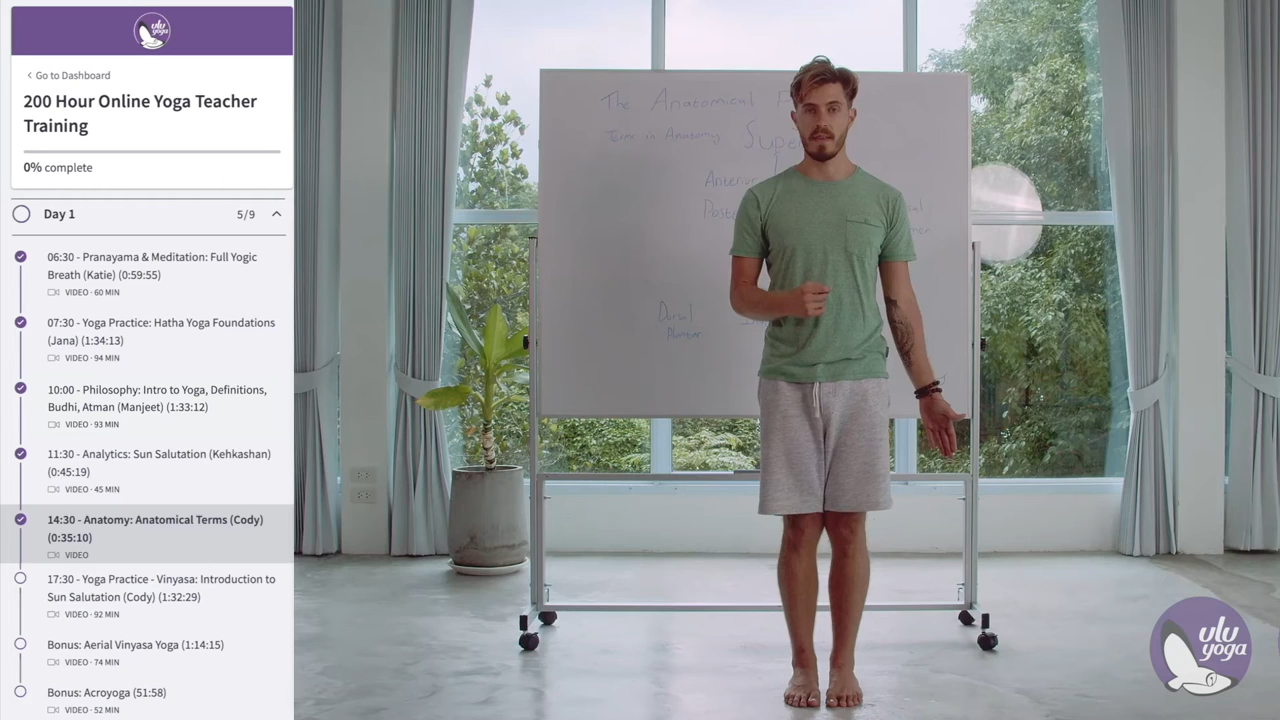 ulu
yoga
Go to Dashboard
200 Hour Online Yoga Teacher
Training
0% complete
Day 1
5/9
06:30 - Pranayama & Meditation: Full Yogic
Breath (Katie) (0:59:55)
VIDEO · 60 MIN
07:30 - Yoga Practice: Hatha Yoga Foundations
(Jana) (1:34:13)
VIDEO · 94 MIN
10:00 - Philosophy: Intro to Yoga, Definitions,
Budhi, Atman (Manjeet) (1:33:12)
VIDEO · 93 MIN
11:30 - Analytics: Sun Salutation (Kehkashan)
(0:45:19)
VIDEO · 45 MIN
14:30 - Anatomy: Anatomical Terms (Cody)
(0:35:10)
VIDEO
17:30 - Yoga Practice - Vinyasa: Introduction to
Sun Salutation (Cody) (1:32:29)
VIDEO · 92 MIN
Bonus: Aerial Vinyasa Yoga (1:14:15)
VIDEO · 74 MIN
Bonus: Acroyoga (51:58)
VIDEO · 52 MIN
The Anatomical
Terms in Anatomy
Super
Anterior
Dorsal
Plantar
ulu
yoga